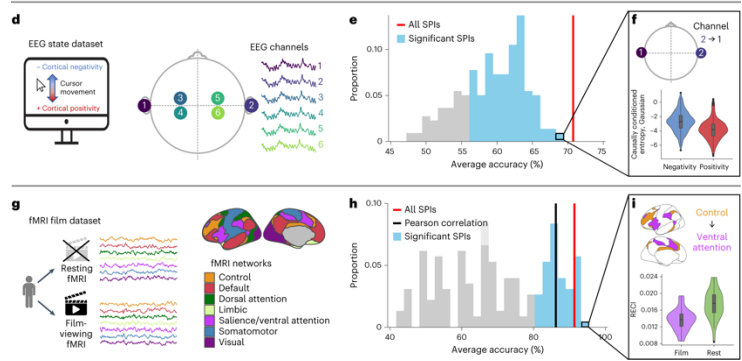 d
EEG state dataset
− Cortical negativity
Cursor
movement
+ Cortical positivity
EEG channels
1
2
3
4
5
6
1
3
5
4
6
2
e
All SPIs
Significant SPIs
Proportion
0.10
0.05
0
45
50
55
60
65
70
75
Average accuracy (%)
f
Channel
2 → 1
1
2
Causally conditioned
entropy, Gaussian
0
−2
−4
−6
Negativity
Positivity
g
fMRI film dataset
Resting
fMRI
Film-
viewing
fMRI
fMRI networks
Control
Default
Dorsal attention
Limbic
Salience/ventral attention
Somatomotor
Visual
h
All SPIs
Pearson correlation
Significant SPIs
Proportion
0.10
0.05
0
40
60
80
100
Average accuracy (%)
i
Control
↓
Ventral
attention
RECI
0.024
0.020
0.016
0.012
0.008
Film
Rest